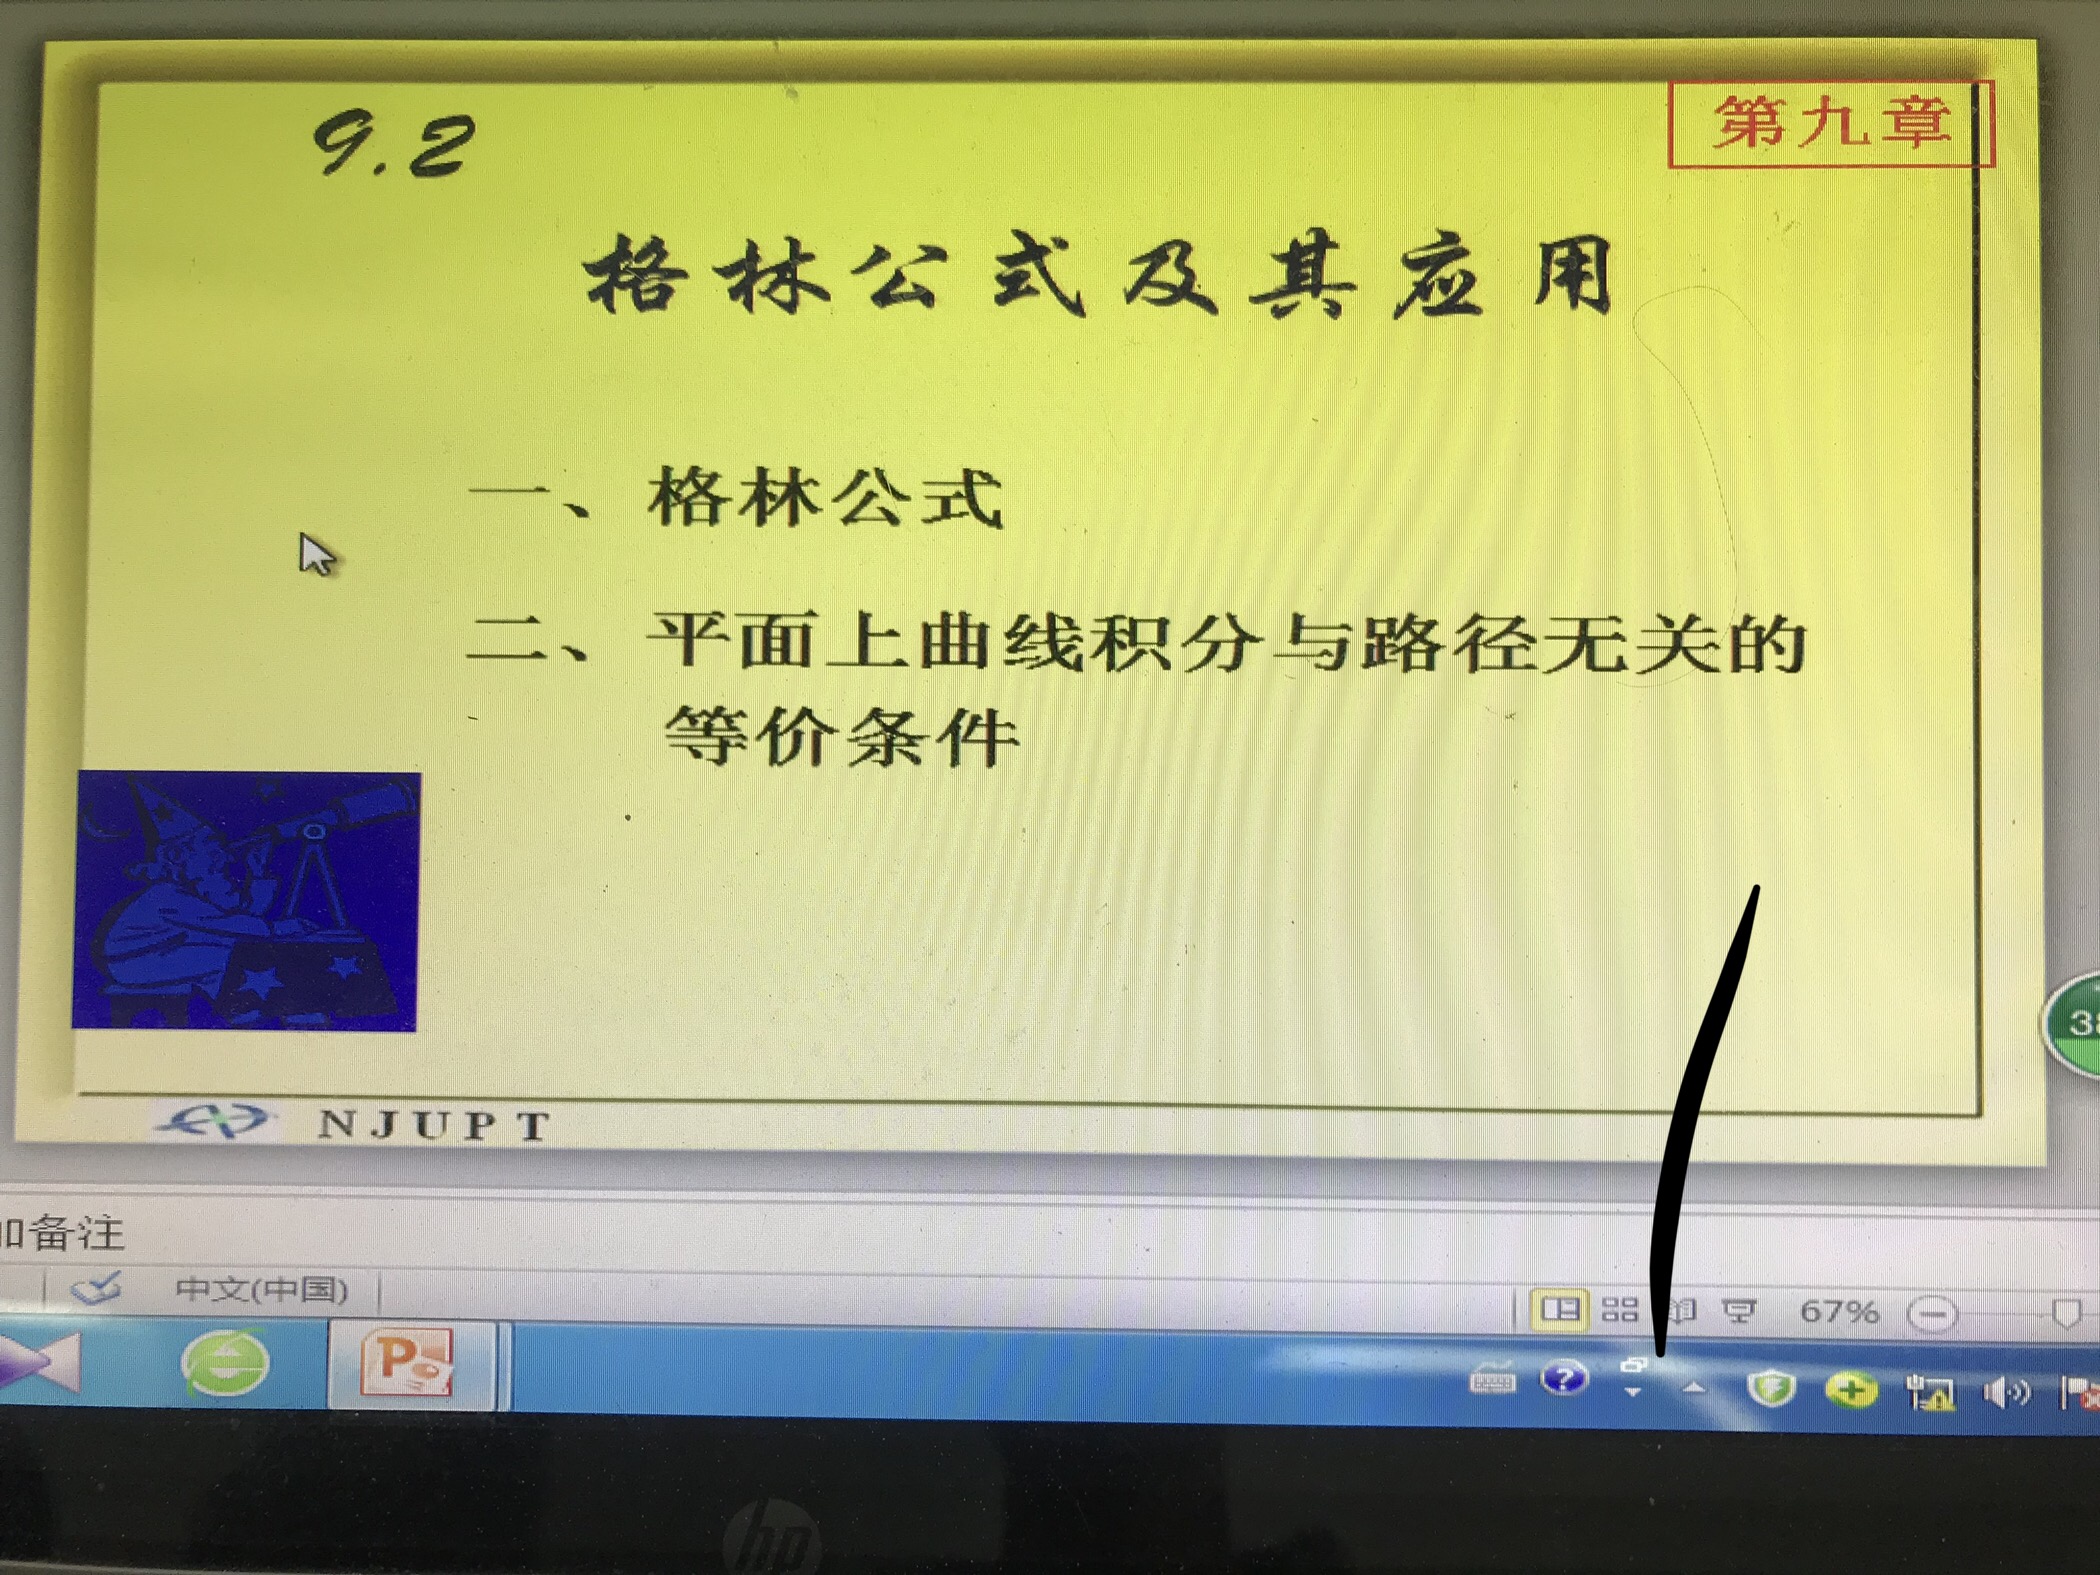 第九章
9.2
格林公式及其应用
一、格林公式
二、平面上曲线积分与路径无关的
等价条件
NJUPT
加备注
中文(中国)
67%
38
hp